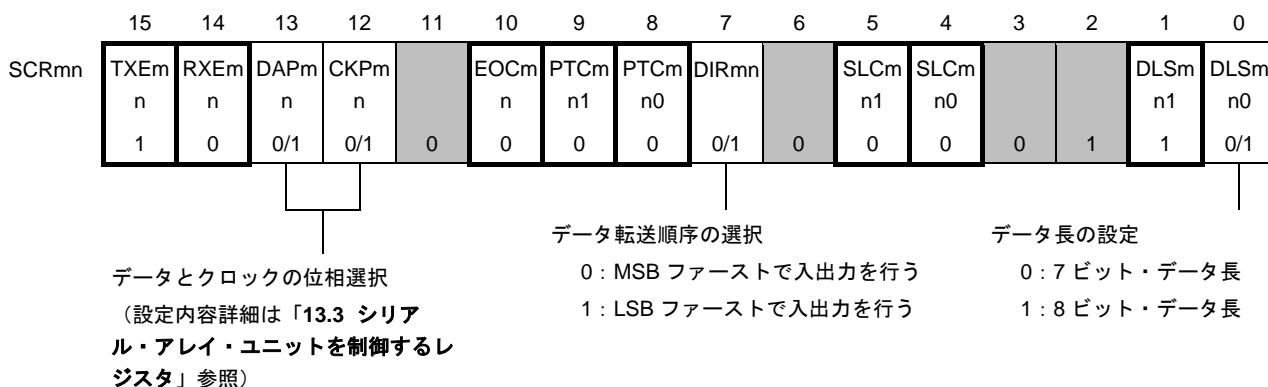 15 14 13 12 11 10 9 8 7 6 5 4 3 2 1 0
SCRmn TXEm RXEm DAPm CKPm EOCm PTCm PTCm DIRmn SLCm SLCm DLSm DLSm
n n n n n n1 n0 n1 n0 n1 n0
1 0 0/1 0/1 0 0 0 0 0/1 0 0 0 0 1 1 0/1
データとクロックの位相選択
(設定内容詳細は「13.3 シリア
ル・アレイ・ユニットを制御するレ
ジスタ」参照)
データ転送順序の選択
0:MSB ファーストで入出力を行う
1:LSB ファーストで入出力を行う
データ長の設定
0:7 ビット・データ長
1:8 ビット・データ長